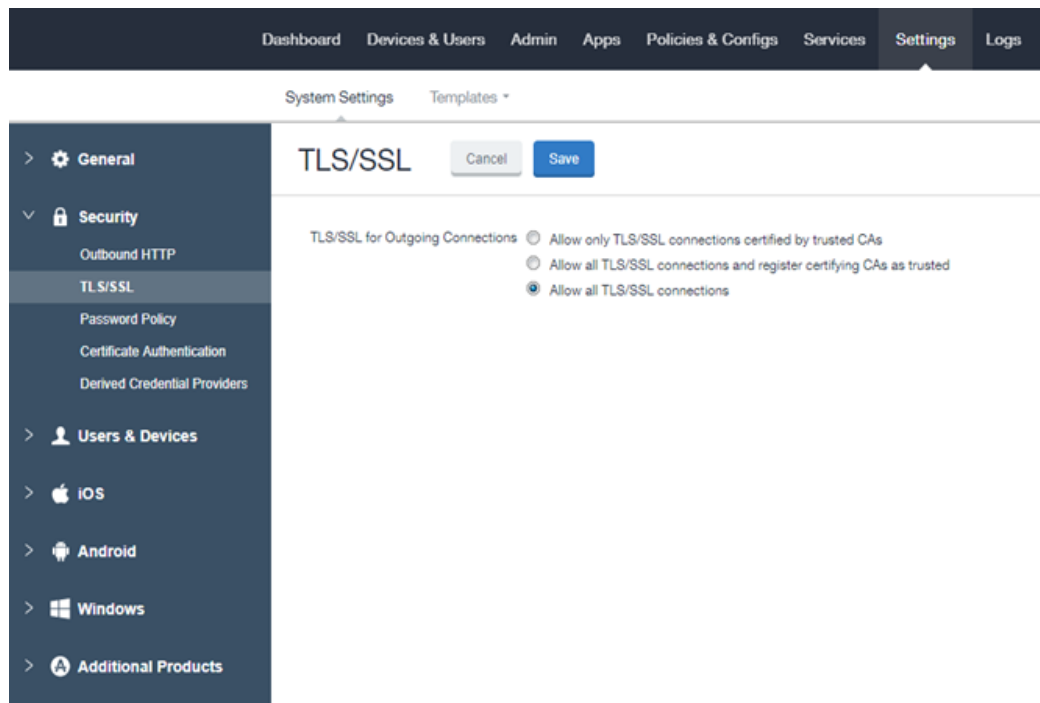 Dashboard Devices & Users Admin Apps Policies & Configs Services Settings Logs
System Settings Templates
General
Security
Outbound HTTP
TLS/SSL
Password Policy
Certificate Authentication
Derived Credential Providers
Users & Devices
iOS
Android
Windows
Additional Products
TLS/SSL Cancel Save
TLS/SSL for Outgoing Connections Allow only TLS/SSL connections certified by trusted CAs
Allow all TLS/SSL connections and register certifying CAs as trusted
Allow all TLS/SSL connections